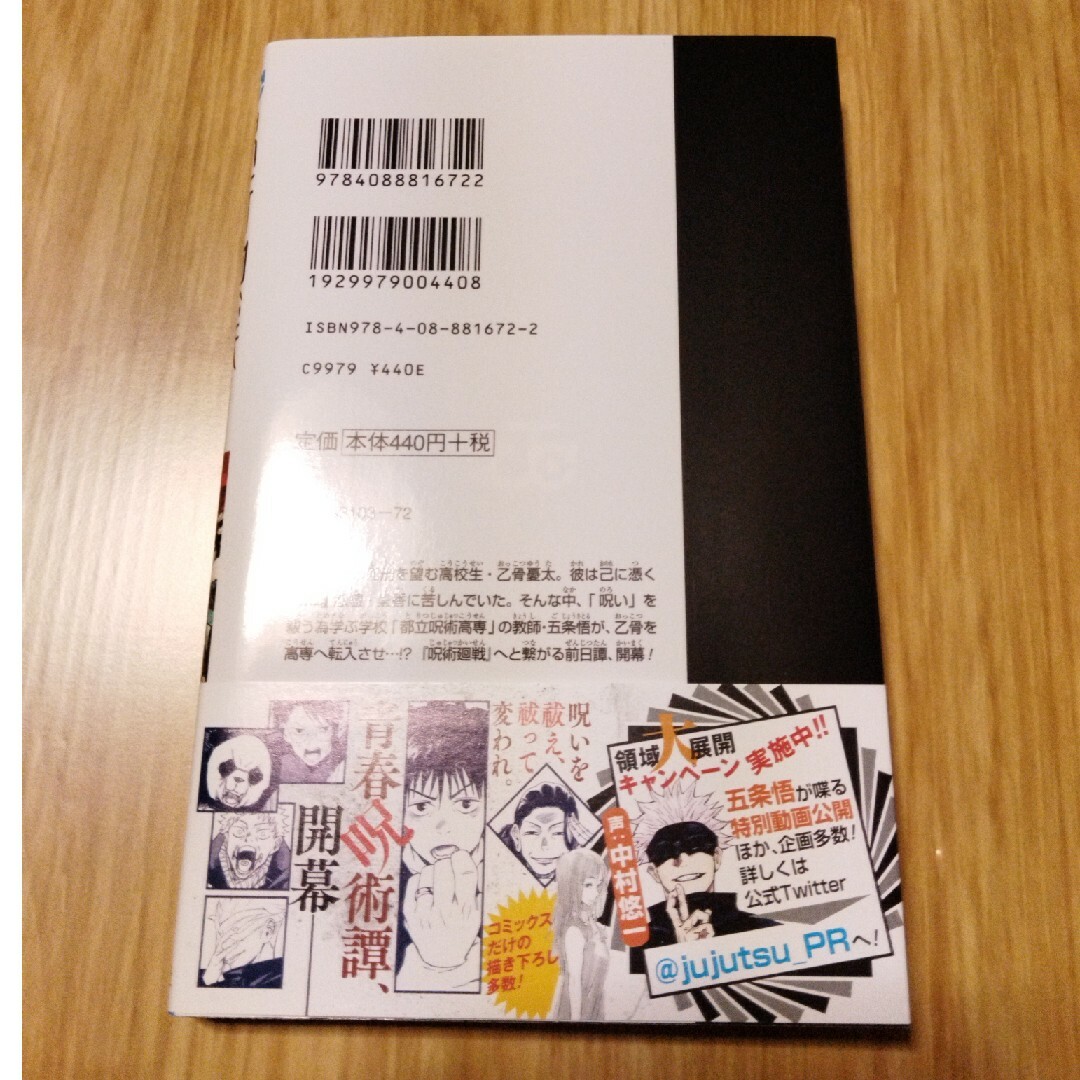 9784088816722
1929979004408
ISBN978-4-08-881672-2
C9979 ¥440E
定価 本体440円+税
103-72
を望む高校生・乙骨憂太。彼は己に憑く
に苦しんでいた。そんな中、「呪い」を
祓う為学ぶ学校「都立呪術高専」の教師・五条悟が、乙骨を
高専へ転入させ…!? 『呪術廻戦』へと繋がる前日譚、開幕!
呪いを
祓え、
祓って
変われ。
青春呪術譚、
開幕
コミックス
だけの
描き下ろし
多数!
領域大展開
キャンペーン 実施中!!
五条悟が喋る
特別動画公開
ほか、企画多数!
詳しくは
公式Twitter
@jujutsu_PRへ!
声:中村悠一